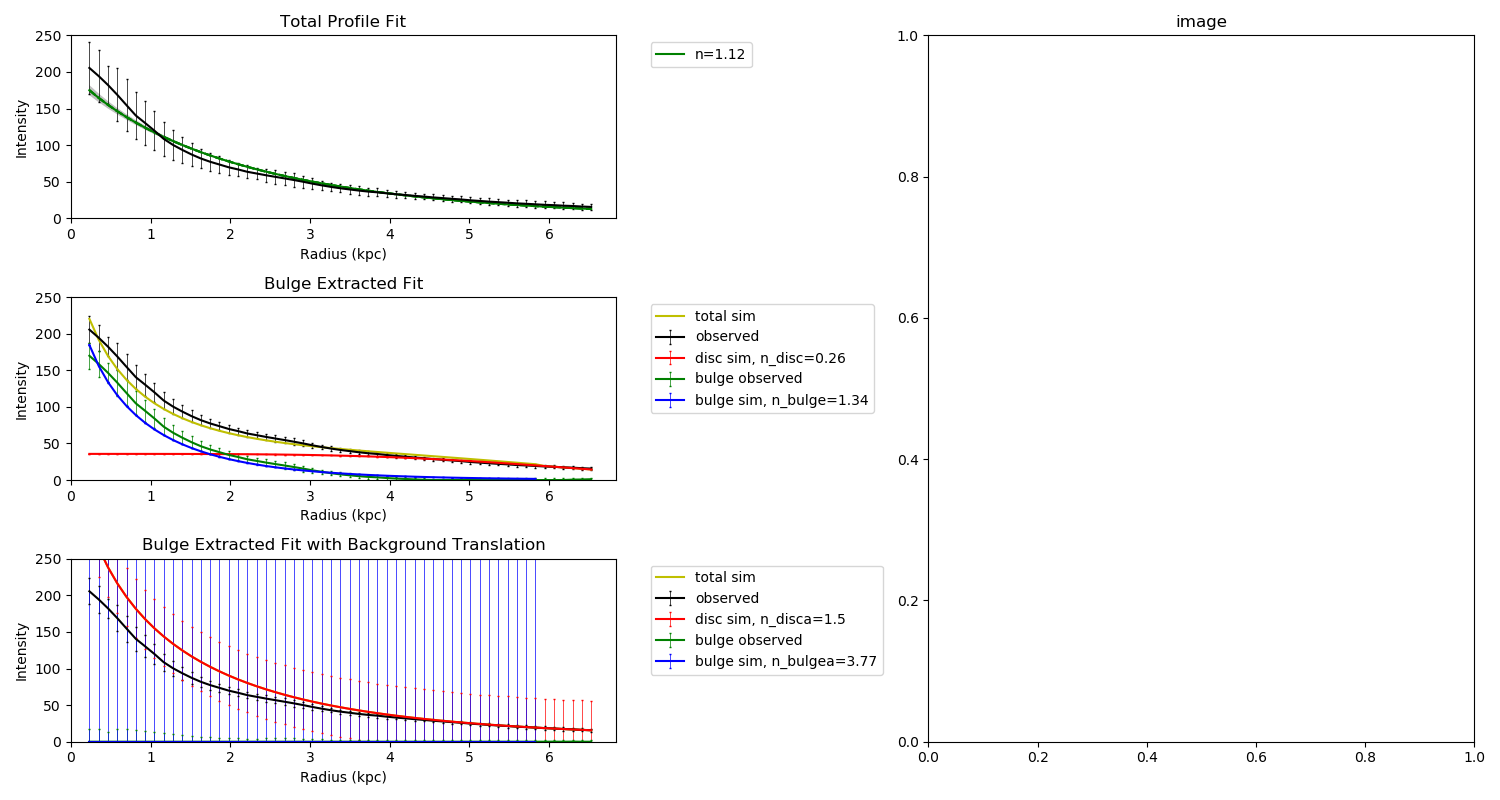 Total Profile Fit
250
200
150
100
50
0
Intensity
0 1 2 3 4 5 6
Radius (kpc)
n=1.12
Bulge Extracted Fit
250
200
150
100
50
0
Intensity
0 1 2 3 4 5 6
Radius (kpc)
total sim
observed
disc sim, n_disc=0.26
bulge observed
bulge sim, n_bulge=1.34
Bulge Extracted Fit with Background Translation
250
200
150
100
50
0
Intensity
0 1 2 3 4 5 6
Radius (kpc)
total sim
observed
disc sim, n_disca=1.5
bulge observed
bulge sim, n_bulgea=3.77
image
1.0
0.8
0.6
0.4
0.2
0.0
0.0 0.2 0.4 0.6 0.8 1.0